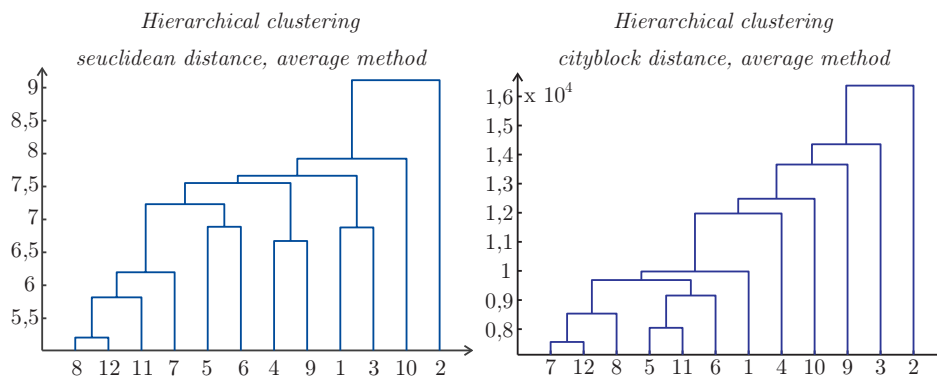 Hierarchical clustering
seuclidean distance, average method
9
8,5
8
7,5
7
6,5
6
5,5
8 12 11 7 5 6 4 9 1 3 10 2
Hierarchical clustering
cityblock distance, average method
x 10⁴
1,6
1,5
1,4
1,3
1,2
1,1
1
0,9
0,8
7 12 8 5 11 6 1 4 10 9 3 2